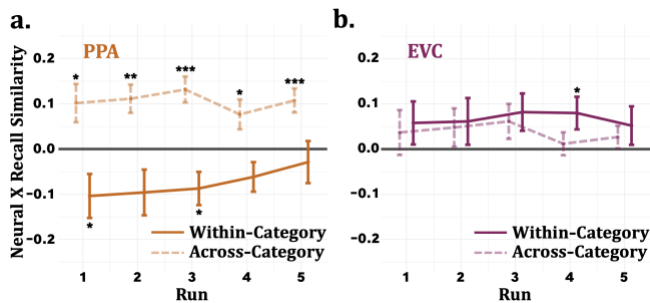 a.
PPA
Neural X Recall Similarity
0.2
0.1
0.0
−0.1
−0.2
*
**
***
*
***
*
*
Within-Category
Across-Category
1 2 3 4 5
Run
b.
EVC
0.2
0.1
0.0
−0.1
−0.2
*
Within-Category
Across-Category
1 2 3 4 5
Run